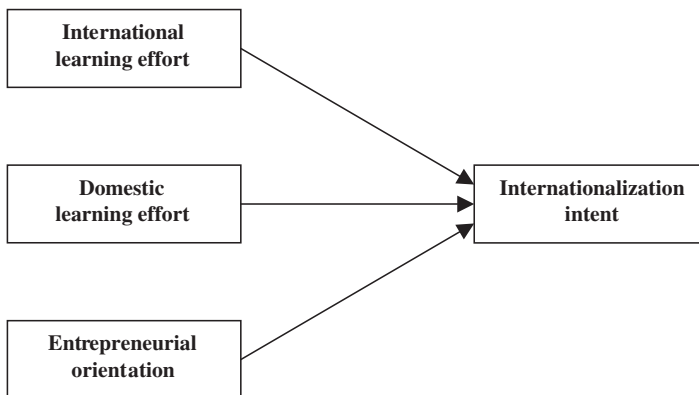 International
learning effort
Domestic
learning effort
Internationalization
intent
Entrepreneurial
orientation